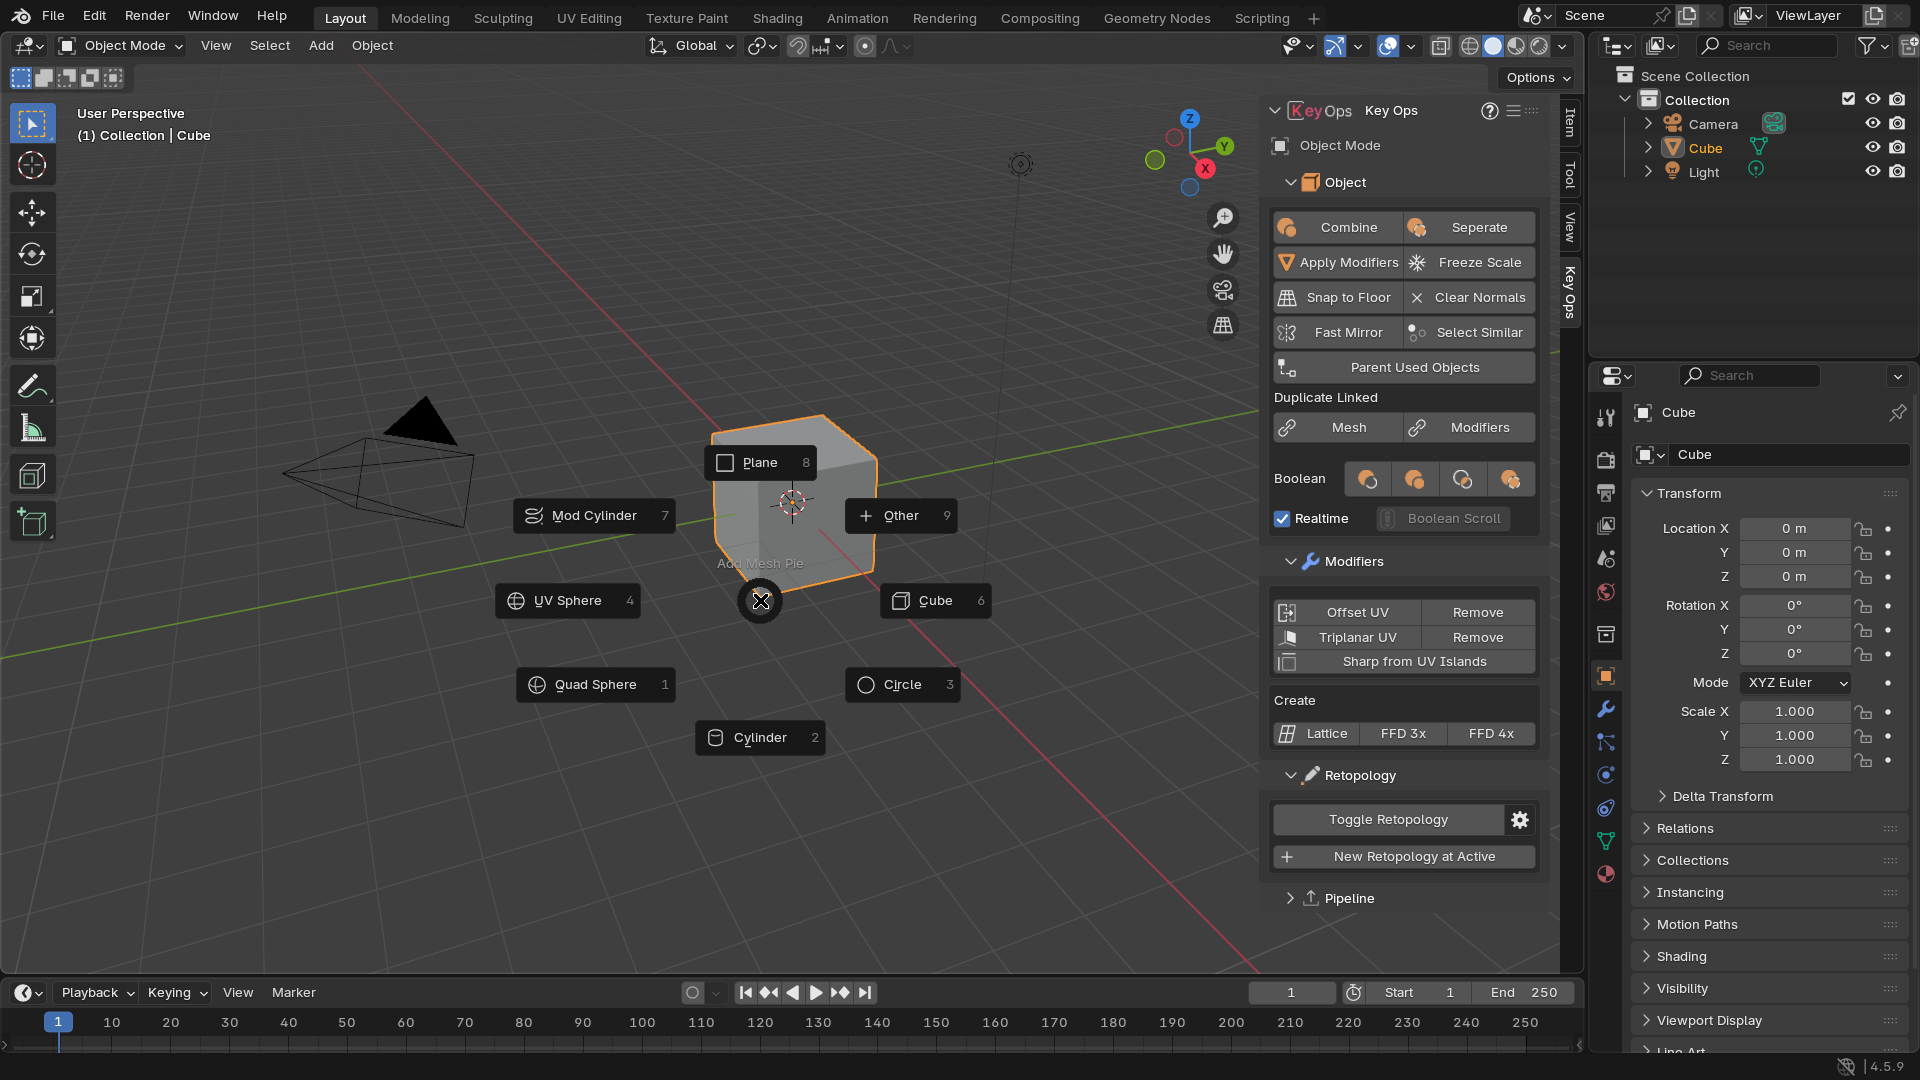 File Edit Render Window Help Layout Modeling Sculpting UV Editing Texture Paint Shading Animation Rendering Compositing Geometry Nodes Scripting + Scene ViewLayer
Object Mode View Select Add Object Global Search
Options
User Perspective
(1) Collection | Cube
Z
Y
X
Plane 8
Mod Cylinder 7
Other 9
Add Mesh Pie
UV Sphere 4
Cube 6
Quad Sphere 1
Circle 3
Cylinder 2
KeyOps Key Ops
Object Mode
Object
Combine Seperate
Apply Modifiers Freeze Scale
Snap to Floor Clear Normals
Fast Mirror Select Similar
Parent Used Objects
Duplicate Linked
Mesh Modifiers
Boolean
Realtime Boolean Scroll
Modifiers
Offset UV Remove
Triplanar UV Remove
Sharp from UV Islands
Create
Lattice FFD 3x FFD 4x
Retopology
Toggle Retopology
New Retopology at Active
Pipeline
Item
Tool
View
Key Ops
Scene Collection
Collection
Camera
Cube
Light
Search
Cube
Cube
Transform
Location X 0 m
Y 0 m
Z 0 m
Rotation X 0°
Y 0°
Z 0°
Mode XYZ Euler
Scale X 1.000
Y 1.000
Z 1.000
Delta Transform
Relations
Collections
Instancing
Motion Paths
Shading
Visibility
Viewport Display
Line Art
Playback Keying View Marker 1 Start 1 End 250
1 10 20 30 40 50 60 70 80 90 100 110 120 130 140 150 160 170 180 190 200 210 220 230 240 250
4.5.9